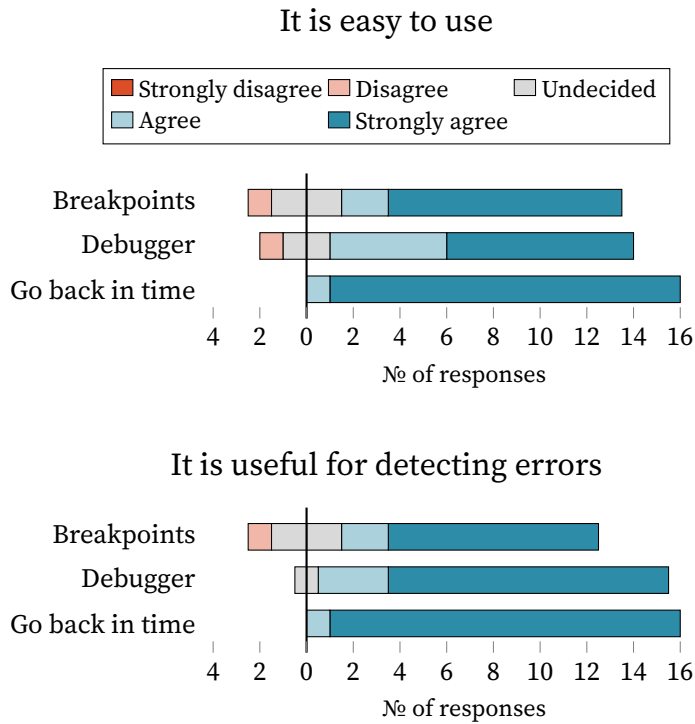 It is easy to use
Strongly disagree Disagree Undecided
Agree Strongly agree
Breakpoints
Debugger
Go back in time
4 2 0 2 4 6 8 10 12 14 16
№ of responses
It is useful for detecting errors
Breakpoints
Debugger
Go back in time
4 2 0 2 4 6 8 10 12 14 16
№ of responses